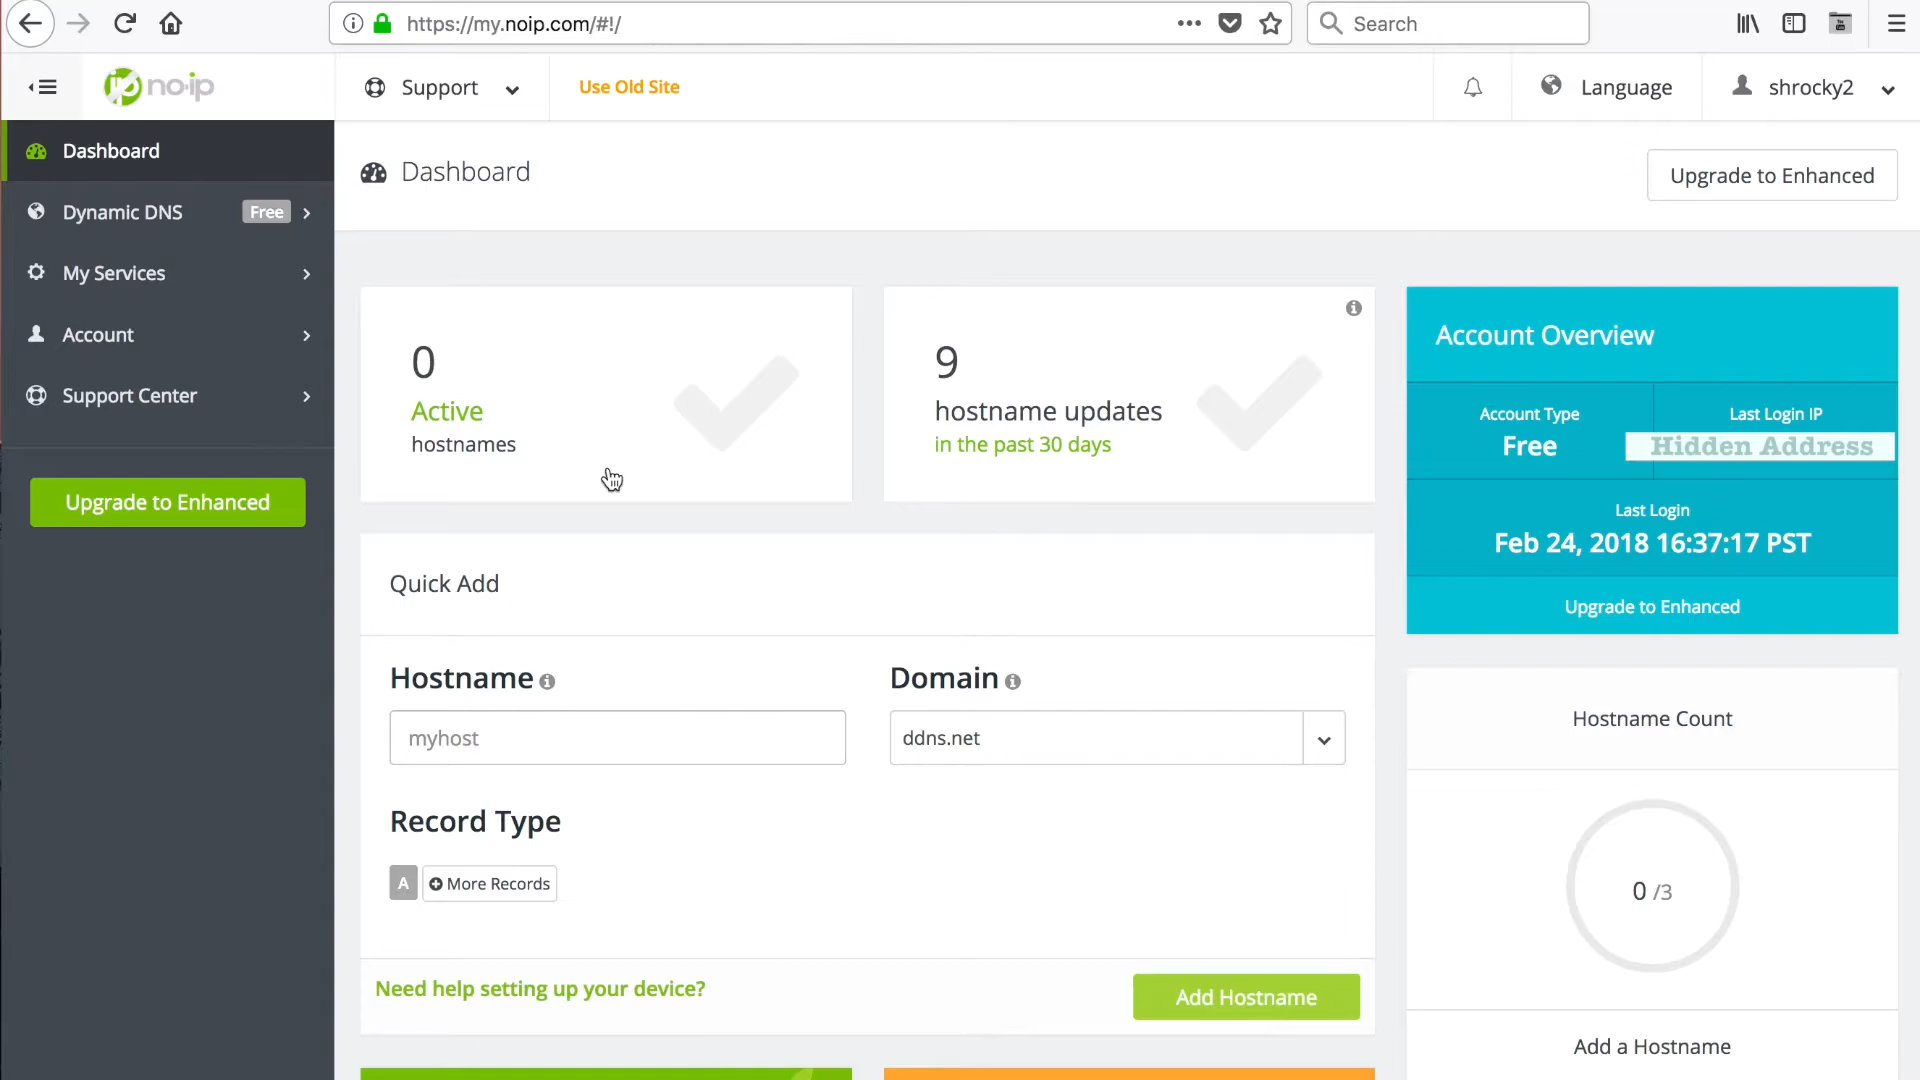 https://my.noip.com/#!/
Search
no-ip
Support
Use Old Site
Language
shrocky2
Dashboard
Dynamic DNS Free
My Services
Account
Support Center
Upgrade to Enhanced
Dashboard
Upgrade to Enhanced
0
Active
hostnames
9
hostname updates
in the past 30 days
Account Overview
Account Type
Free
Last Login IP
Hidden Address
Last Login
Feb 24, 2018 16:37:17 PST
Upgrade to Enhanced
Quick Add
Hostname
myhost
Domain
ddns.net
Record Type
A
More Records
Need help setting up your device?
Add Hostname
Hostname Count
0 /3
Add a Hostname